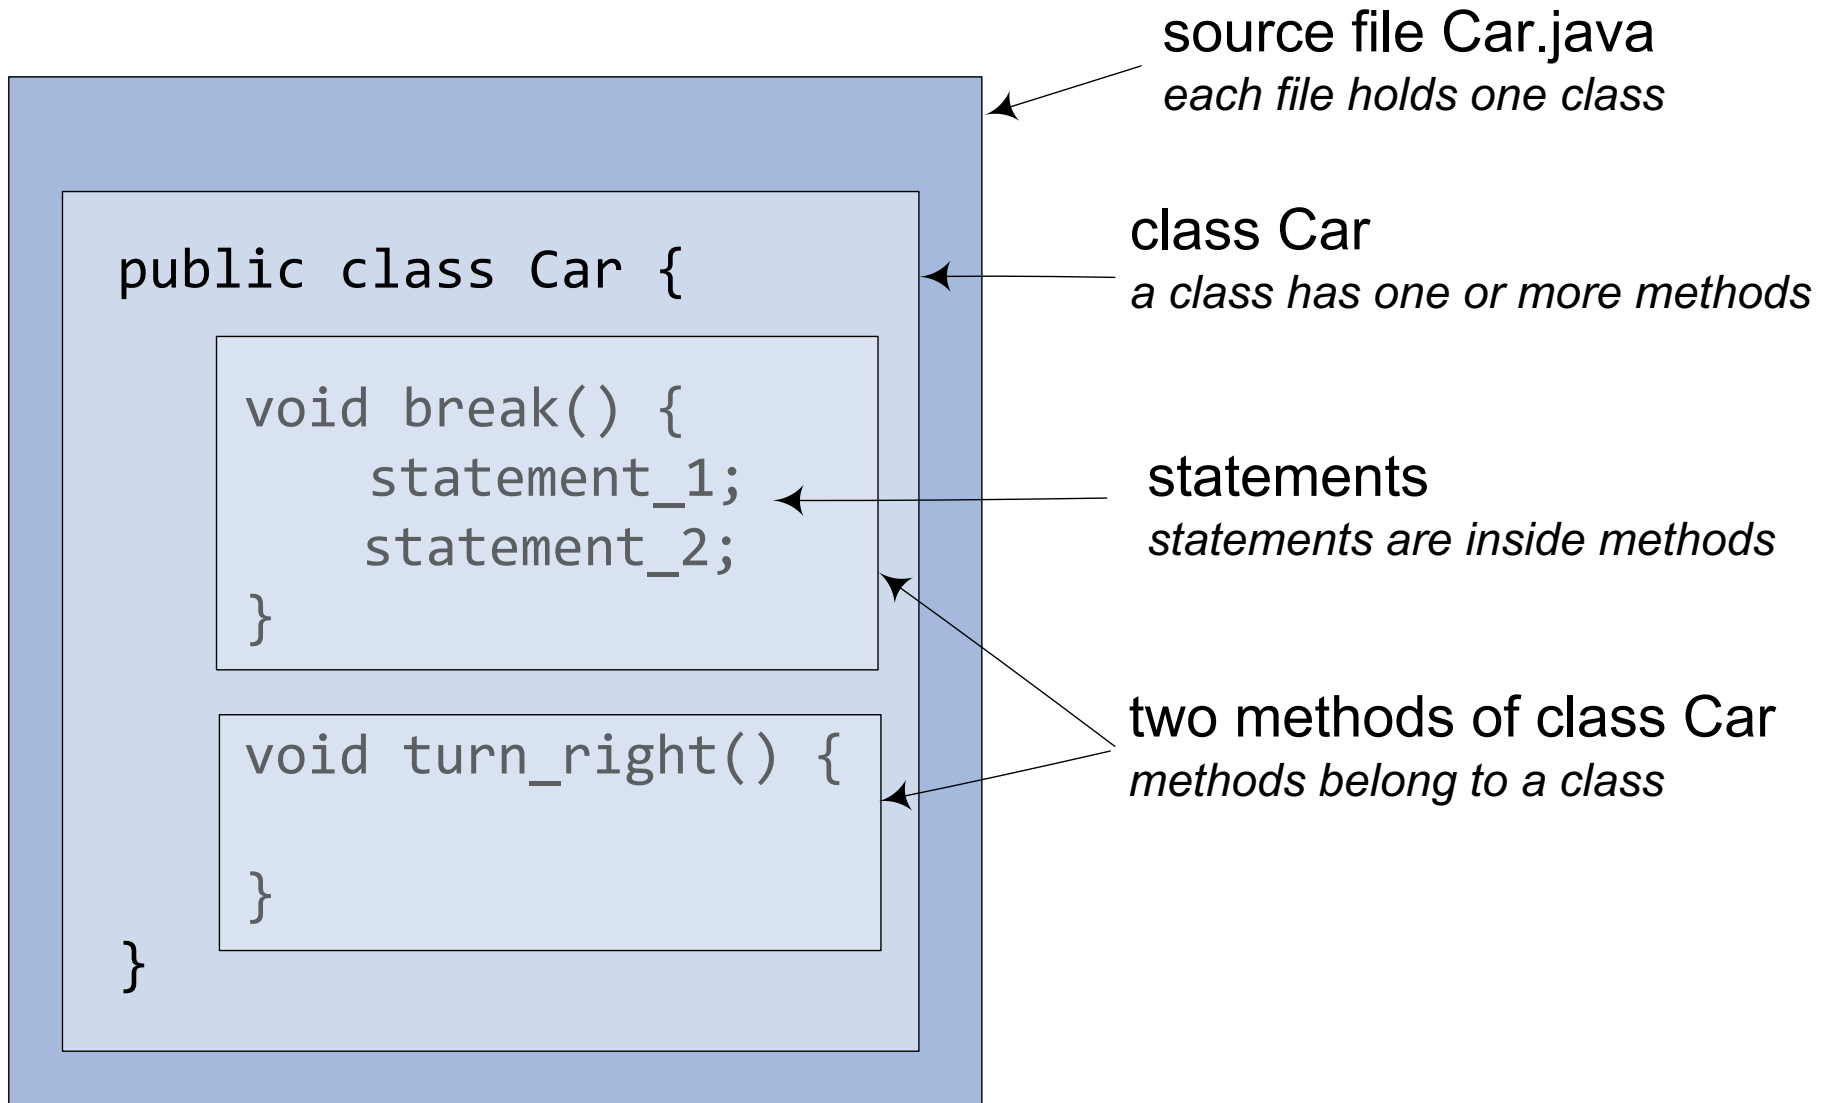 source file Car.java
each file holds one class
public class Car {
void break() {
statement_1;
statement_2;
}
void turn_right() {
}
}
class Car
a class has one or more methods
statements
statements are inside methods
two methods of class Car
methods belong to a class